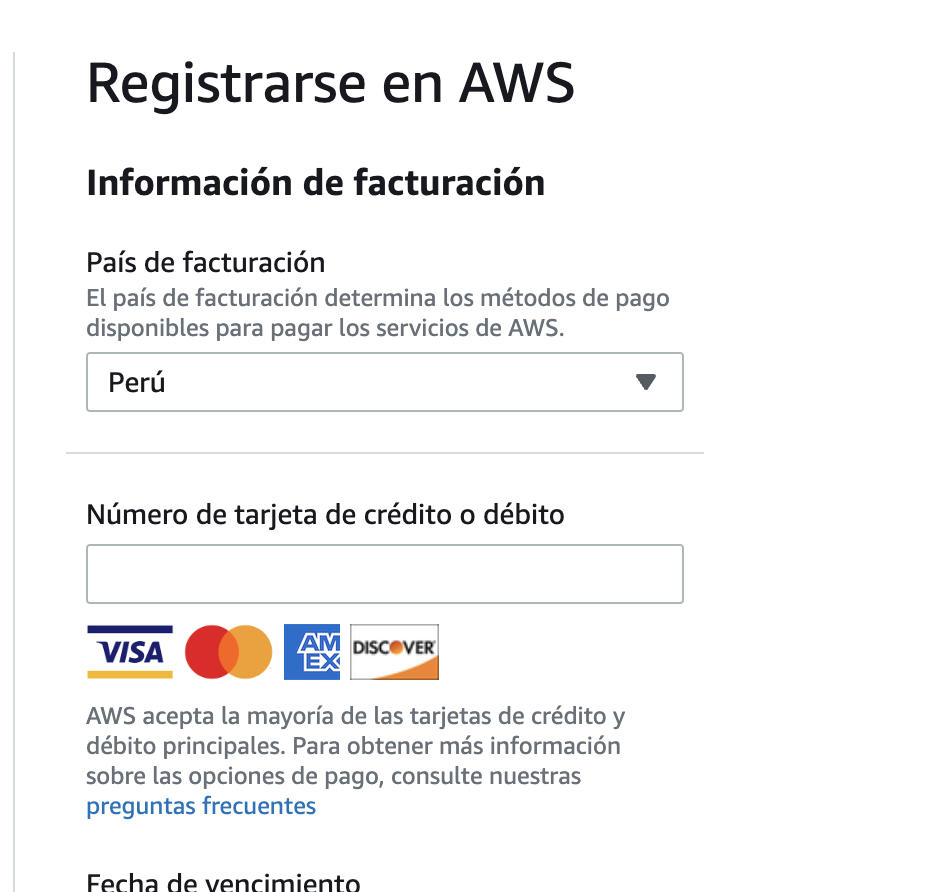 Registrarse en AWS
Información de facturación
País de facturación
El país de facturación determina los métodos de pago
disponibles para pagar los servicios de AWS.
Perú
Número de tarjeta de crédito o débito
VISA
AM
EX
DISCOVER
AWS acepta la mayoría de las tarjetas de crédito y
débito principales. Para obtener más información
sobre las opciones de pago, consulte nuestras
preguntas frecuentes
Fecha de vencimiento